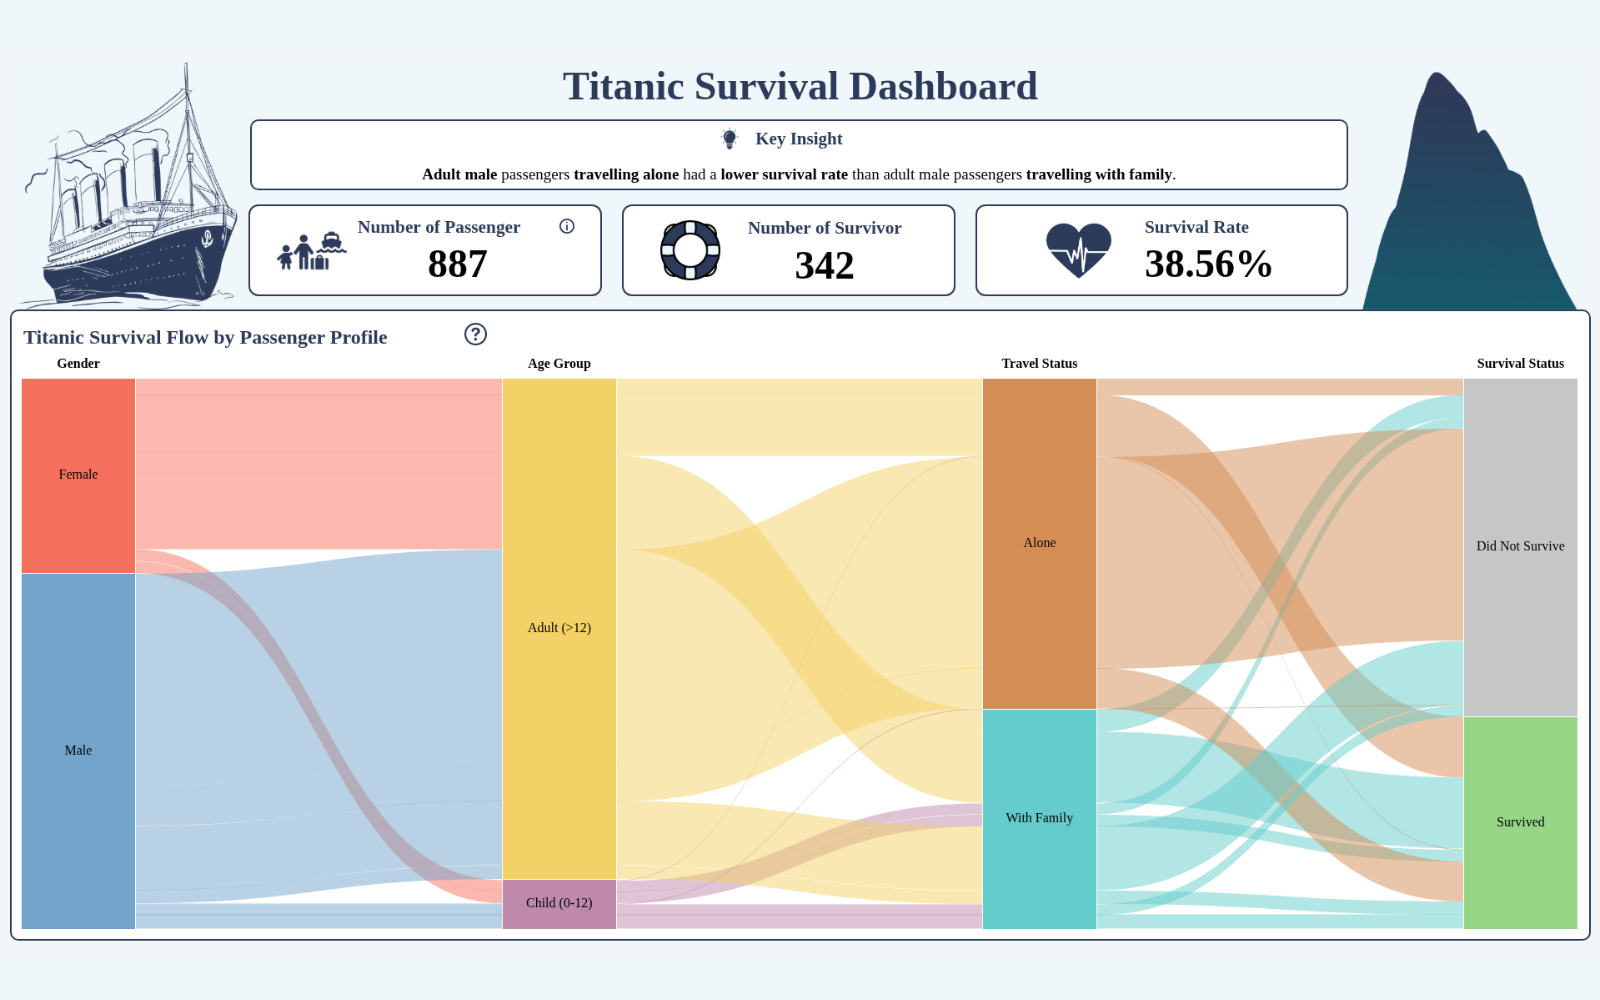 Titanic Survival Dashboard
Key Insight
Adult male passengers travelling alone had a lower survival rate than adult male passengers travelling with family.
Number of Passenger
887
Number of Survivor
342
Survival Rate
38.56%
Titanic Survival Flow by Passenger Profile
Gender
Age Group
Travel Status
Survival Status
Female
Male
Adult (>12)
Child (0-12)
Alone
With Family
Did Not Survive
Survived